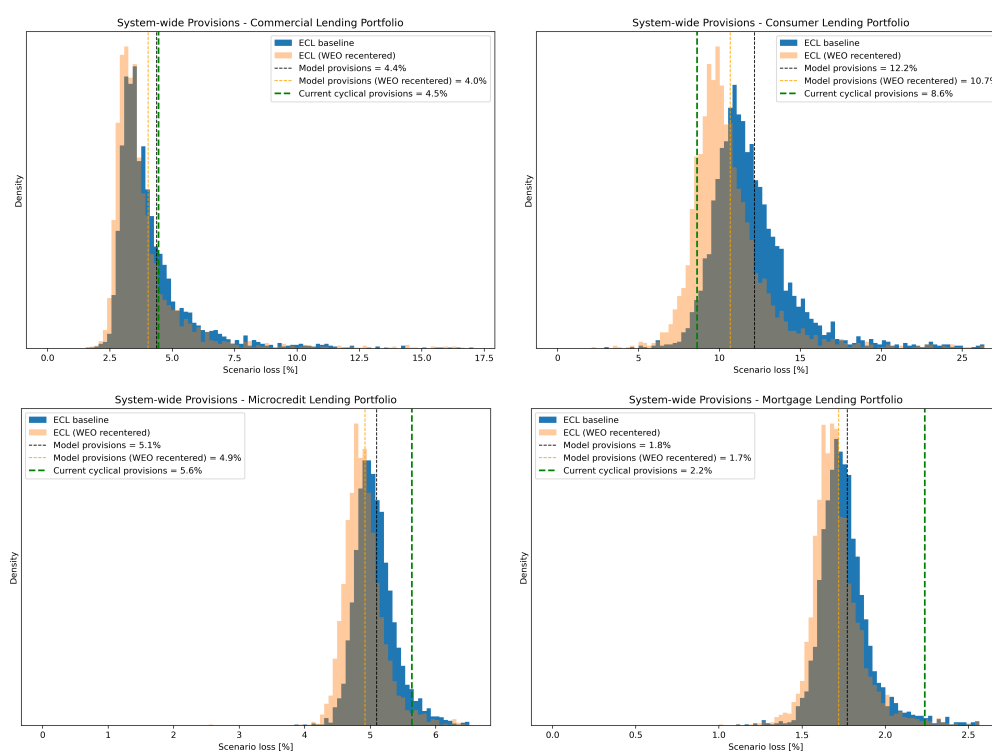 System-wide Provisions - Commercial Lending Portfolio
ECL baseline
ECL (WEO recentered)
Model provisions = 4.4%
Model provisions (WEO recentered) = 4.0%
Current cyclical provisions = 4.5%
Density
0.0 2.5 5.0 7.5 10.0 12.5 15.0 17.5
Scenario loss [%]
System-wide Provisions - Consumer Lending Portfolio
ECL baseline
ECL (WEO recentered)
Model provisions = 12.2%
Model provisions (WEO recentered) = 10.7%
Current cyclical provisions = 8.6%
Density
0 5 10 15 20 25
Scenario loss [%]
System-wide Provisions - Microcredit Lending Portfolio
ECL baseline
ECL (WEO recentered)
Model provisions = 5.1%
Model provisions (WEO recentered) = 4.9%
Current cyclical provisions = 5.6%
Density
0 1 2 3 4 5 6
Scenario loss [%]
System-wide Provisions - Mortgage Lending Portfolio
ECL baseline
ECL (WEO recentered)
Model provisions = 1.8%
Model provisions (WEO recentered) = 1.7%
Current cyclical provisions = 2.2%
Density
0.0 0.5 1.0 1.5 2.0 2.5
Scenario loss [%]